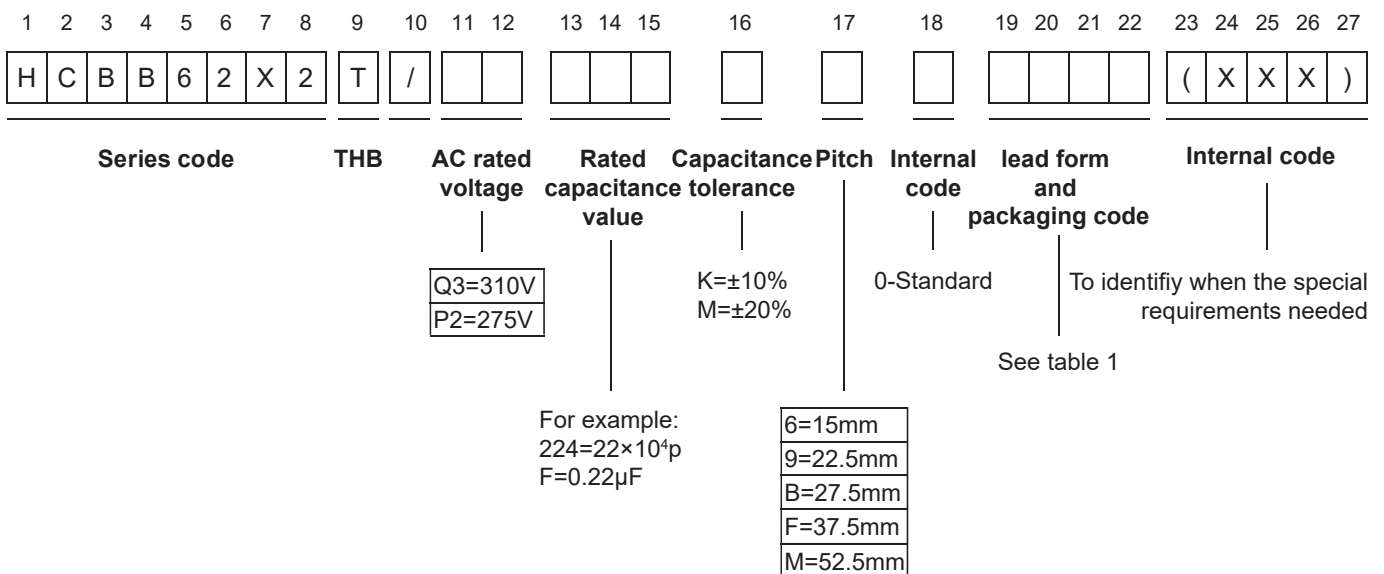 1 2 3 4 5 6 7 8 9 10 11 12 13 14 15 16 17 18 19 20 21 22 23 24 25 26 27
H C B B 6 2 X 2 T / ( X X X )
Series code
THB
AC rated
voltage
Rated
capacitance
value
Capacitance
tolerance
Pitch
Internal
code
lead form
and
packaging code
Internal code
Q3=310V
P2=275V
K=±10%
M=±20%
0-Standard
To identifiy when the special
requirements needed
See table 1
For example:
224=22×10⁴p
F=0.22μF
6=15mm
9=22.5mm
B=27.5mm
F=37.5mm
M=52.5mm